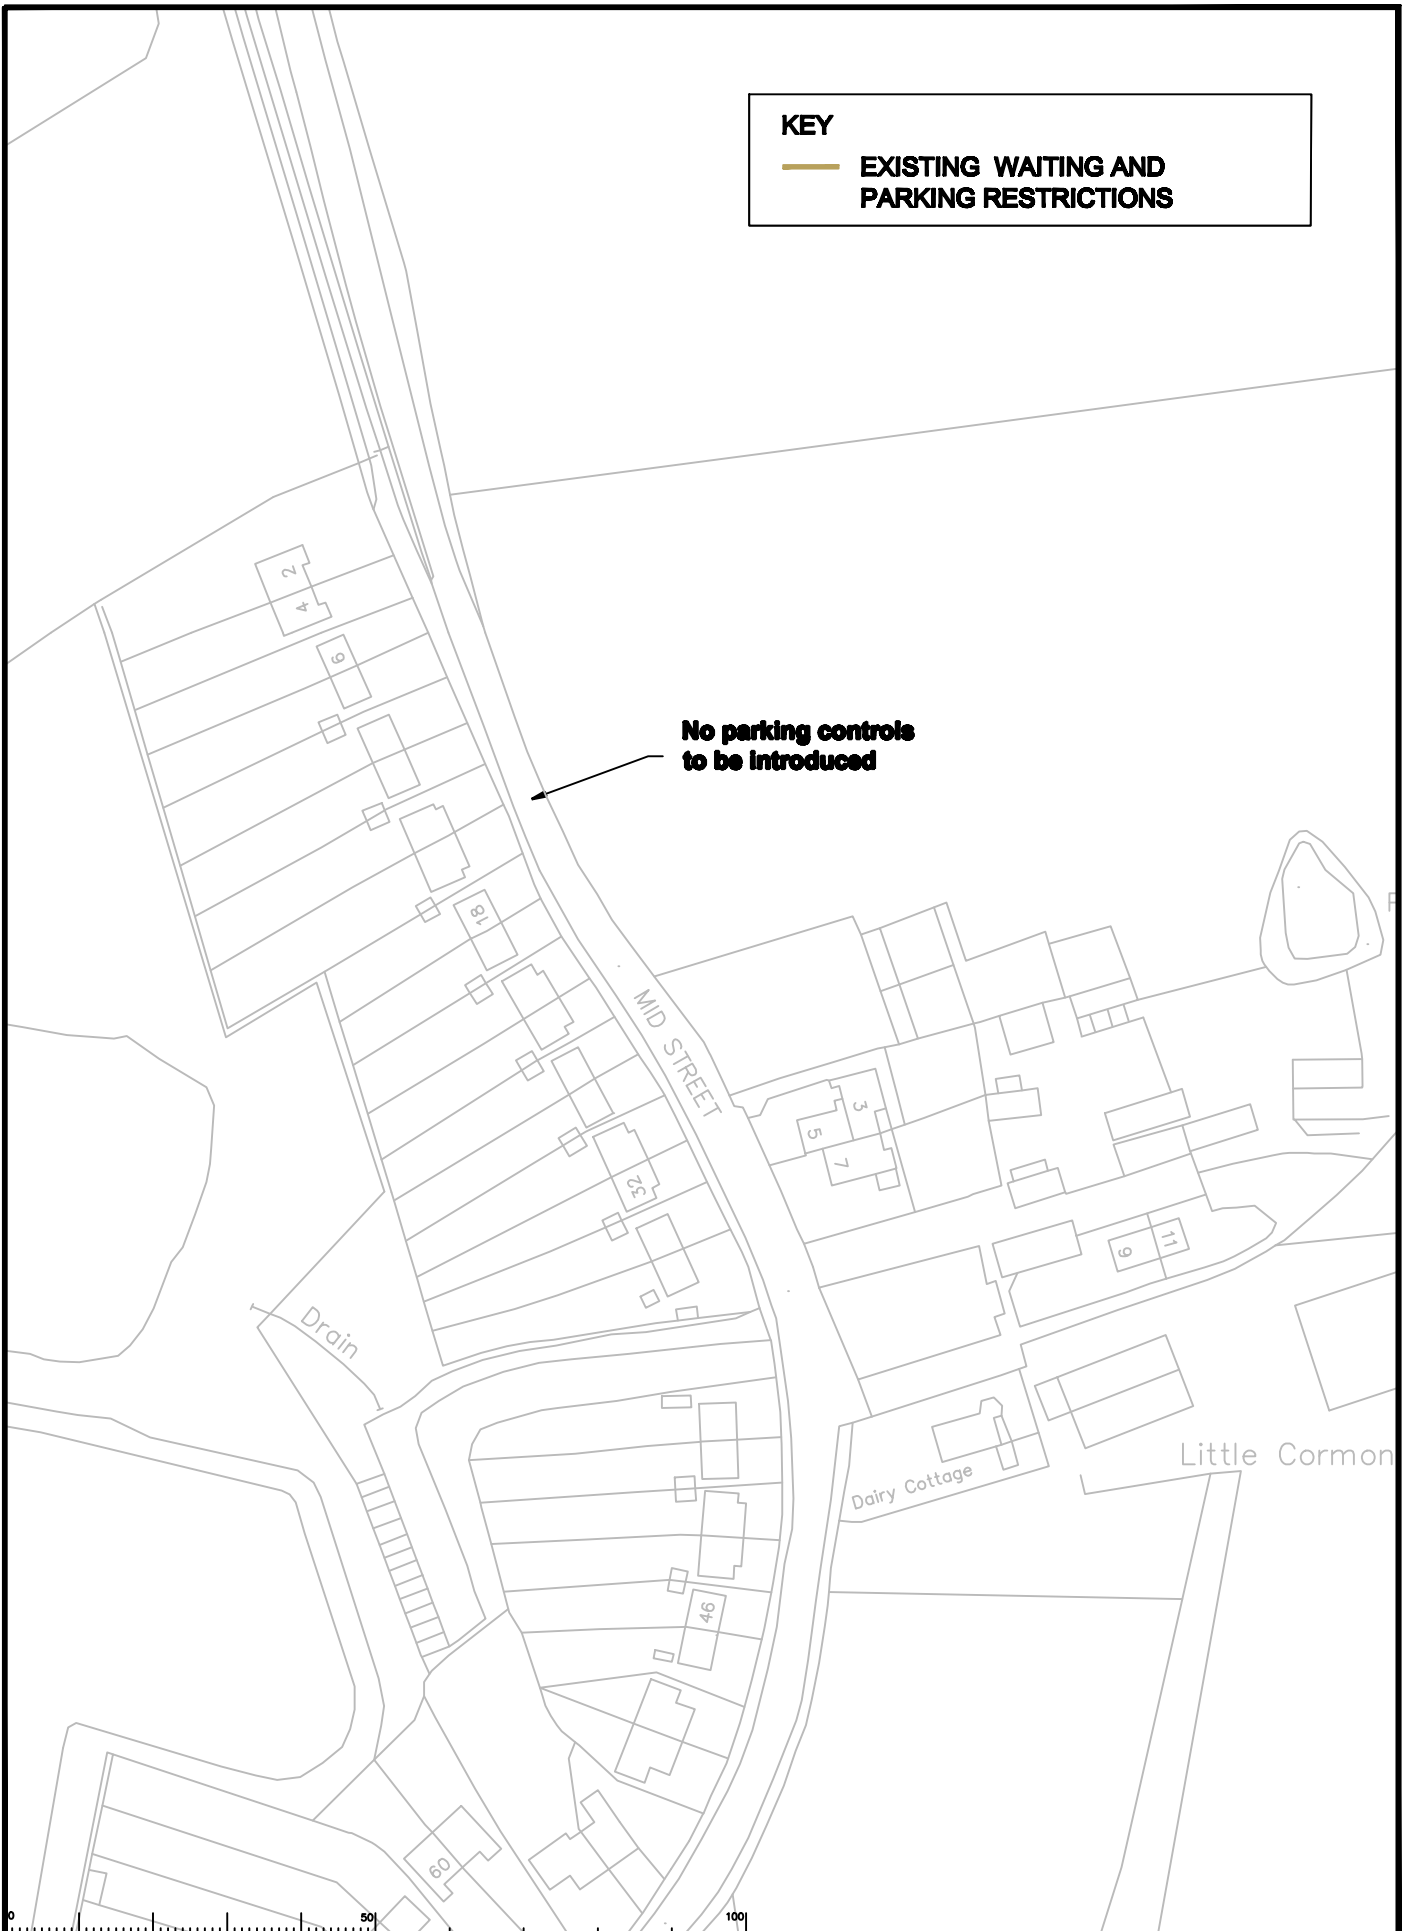 KEY
EXISTING WAITING AND
PARKING RESTRICTIONS
2
4
6
No parking controls
to be introduced
18
MID STREET
3
5
7
32
9
11
Drain
Little Cormon
Dairy Cottage
46
60
0
50
100